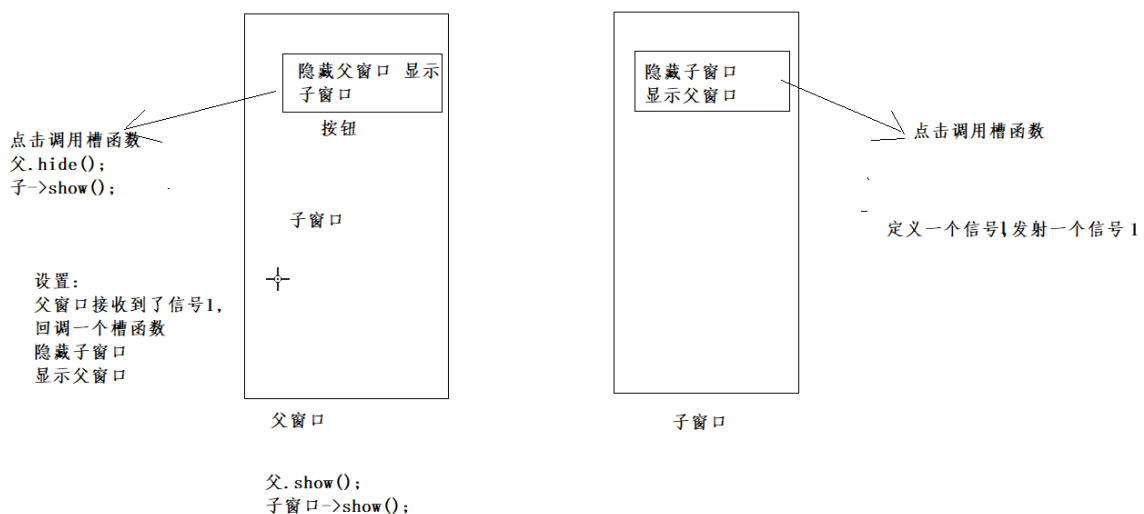 隐藏父窗口 显示
子窗口
按钮
点击调用槽函数
父.hide();
子->show();
子窗口
设置:
父窗口接收到了信号1,
回调一个槽函数
隐藏子窗口
显示父窗口
父窗口
父.show();
子窗口->show();
隐藏子窗口
显示父窗口
点击调用槽函数
定义一个信号1,发射一个信号1
子窗口